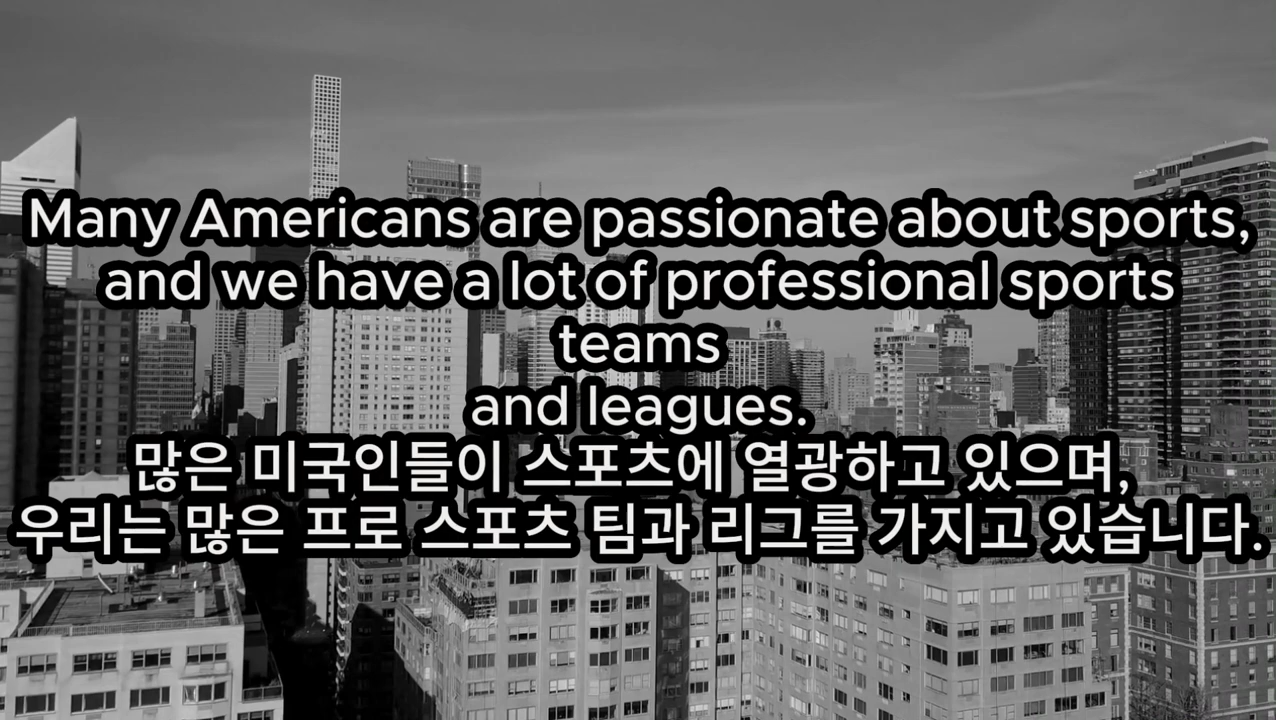 Many Americans are passionate about sports,
and we have a lot of professional sports
teams
and leagues.
많은 미국인들이 스포츠에 열광하고 있으며,
우리는 많은 프로 스포츠 팀과 리그를 가지고 있습니다.